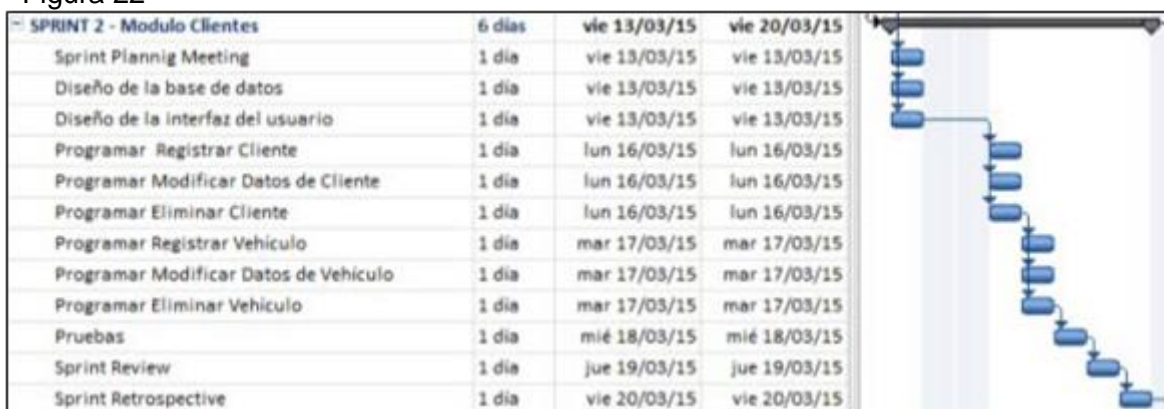 Figura 22
SPRINT 2 - Modulo Clientes 6 días vie 13/03/15 vie 20/03/15
Sprint Plannig Meeting 1 día vie 13/03/15 vie 13/03/15
Diseño de la base de datos 1 día vie 13/03/15 vie 13/03/15
Diseño de la interfaz del usuario 1 día vie 13/03/15 vie 13/03/15
Programar Registrar Cliente 1 día lun 16/03/15 lun 16/03/15
Programar Modificar Datos de Cliente 1 día lun 16/03/15 lun 16/03/15
Programar Eliminar Cliente 1 día lun 16/03/15 lun 16/03/15
Programar Registrar Vehículo 1 día mar 17/03/15 mar 17/03/15
Programar Modificar Datos de Vehículo 1 día mar 17/03/15 mar 17/03/15
Programar Eliminar Vehículo 1 día mar 17/03/15 mar 17/03/15
Pruebas 1 día mié 18/03/15 mié 18/03/15
Sprint Review 1 día jue 19/03/15 jue 19/03/15
Sprint Retrospective 1 día vie 20/03/15 vie 20/03/15